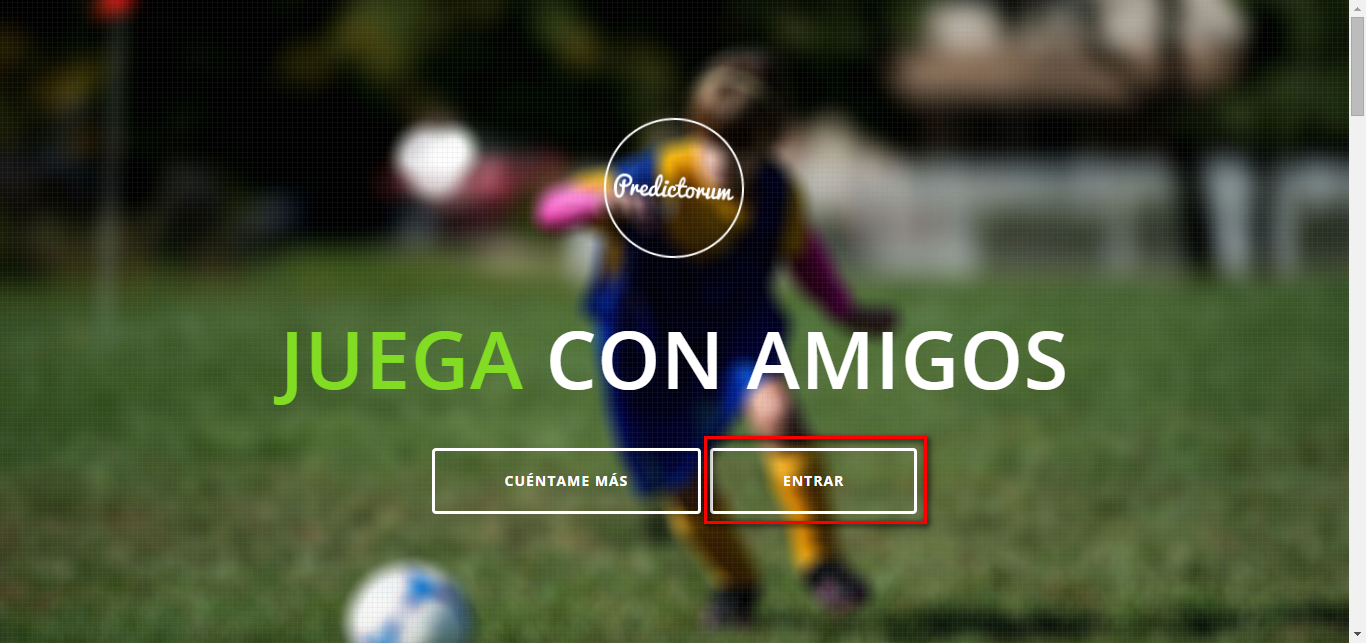 Predictorum
JUEGA CON AMIGOS
CUÉNTAME MÁS
ENTRAR